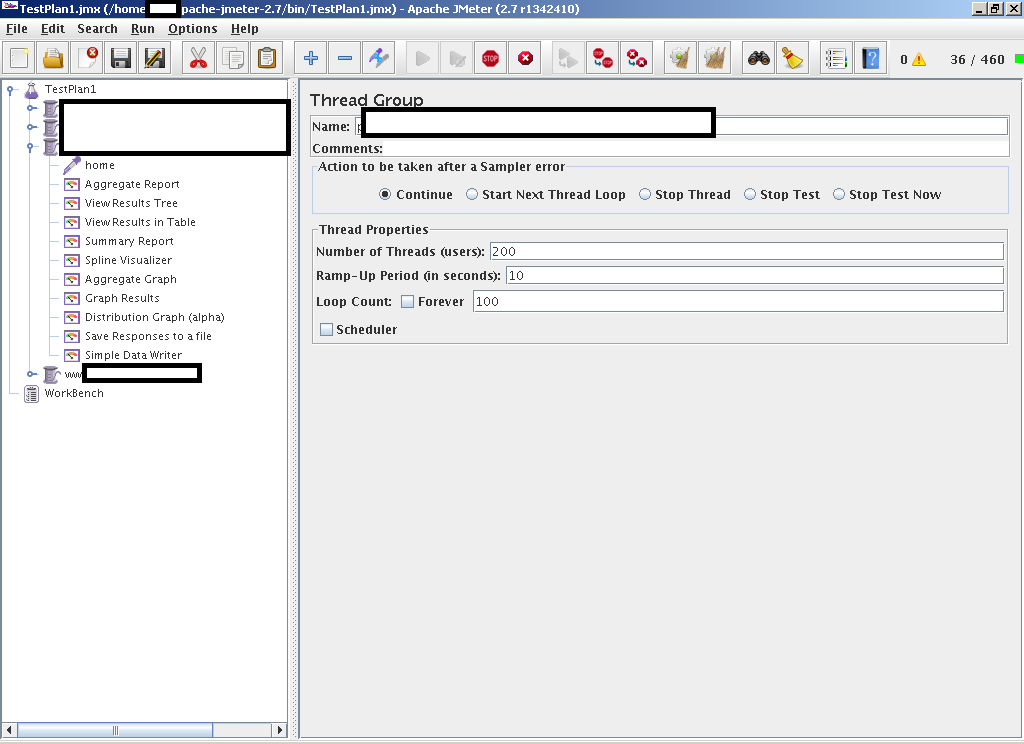 TestPlan1.jmx (/home pache-jmeter-2.7/bin/TestPlan1.jmx) - Apache JMeter (2.7 r1342410)
File Edit Search Run Options Help
STOP 0 36 / 460
TestPlan1
home
Aggregate Report
View Results Tree
View Results in Table
Summary Report
Spline Visualizer
Aggregate Graph
Graph Results
Distribution Graph (alpha)
Save Responses to a file
Simple Data Writer
ww
WorkBench
Thread Group
Name:
Comments:
Action to be taken after a Sampler error
Continue Start Next Thread Loop Stop Thread Stop Test Stop Test Now
Thread Properties
Number of Threads (users): 200
Ramp-Up Period (in seconds): 10
Loop Count: Forever 100
Scheduler